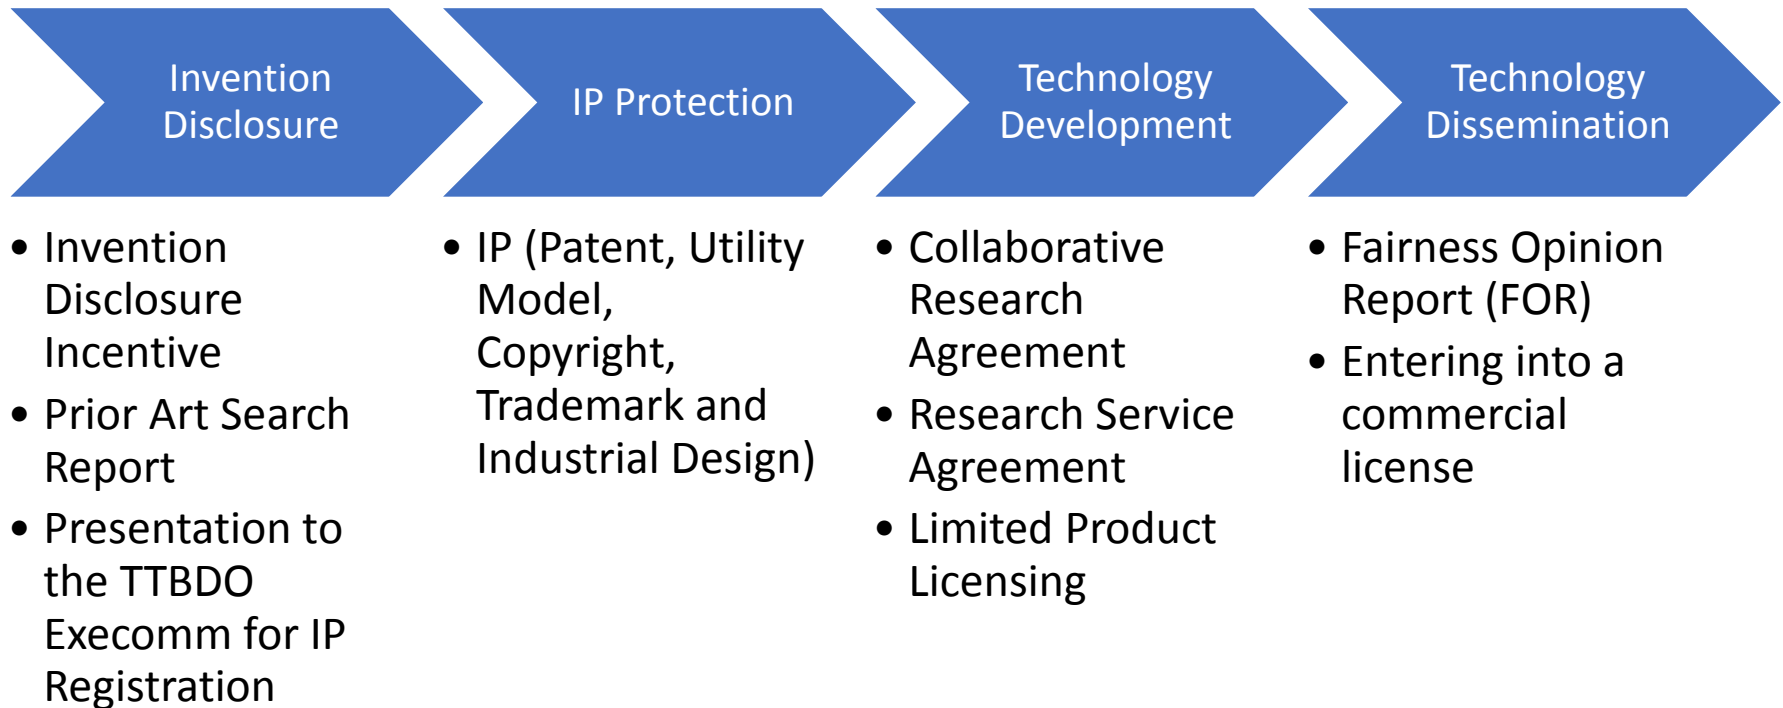 Invention
Disclosure
IP Protection
Technology
Development
Technology
Dissemination
• Invention
Disclosure
Incentive
• Prior Art Search
Report
• Presentation to
the TTBDO
Execomm for IP
Registration
• IP (Patent, Utility
Model,
Copyright,
Trademark and
Industrial Design)
• Collaborative
Research
Agreement
• Research Service
Agreement
• Limited Product
Licensing
• Fairness Opinion
Report (FOR)
• Entering into a
commercial
license